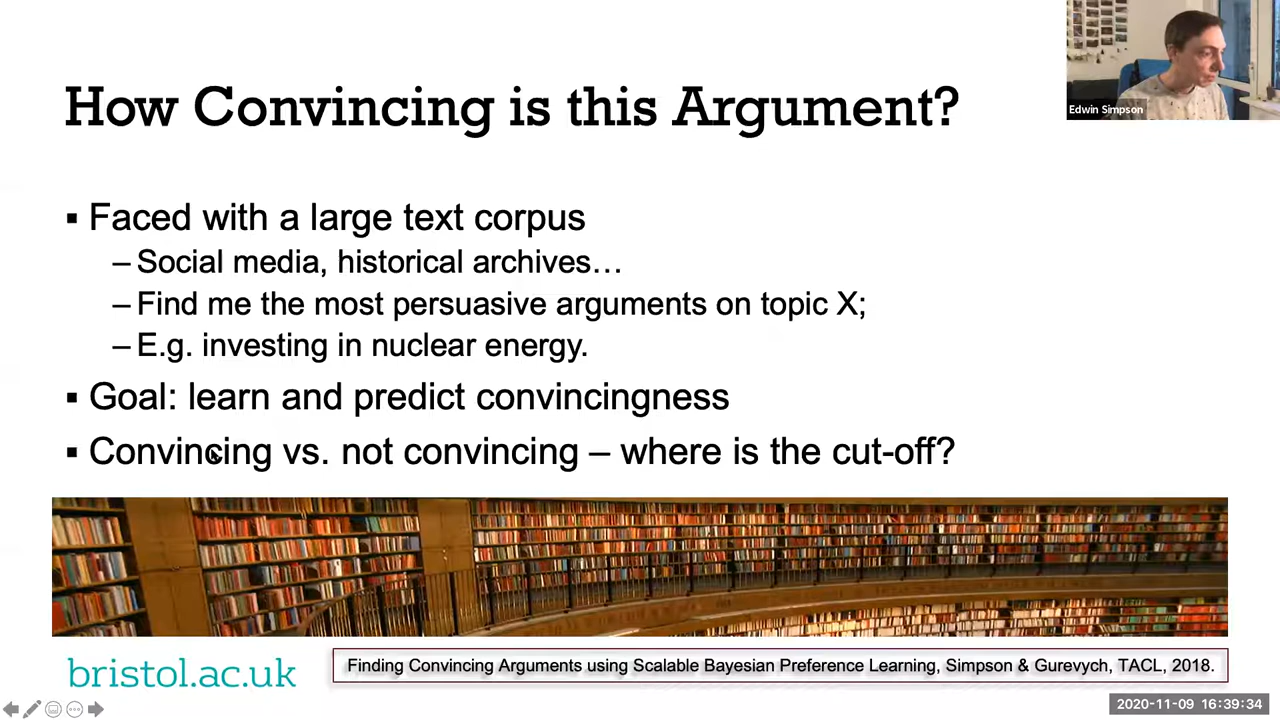 How Convincing is this Argument?
Edwin Simpson
▪ Faced with a large text corpus
– Social media, historical archives…
– Find me the most persuasive arguments on topic X;
– E.g. investing in nuclear energy.
▪ Goal: learn and predict convincingness
▪ Convincing vs. not convincing – where is the cut-off?
bristol.ac.uk
Finding Convincing Arguments using Scalable Bayesian Preference Learning, Simpson & Gurevych, TACL, 2018.
2020-11-09 16:39:34